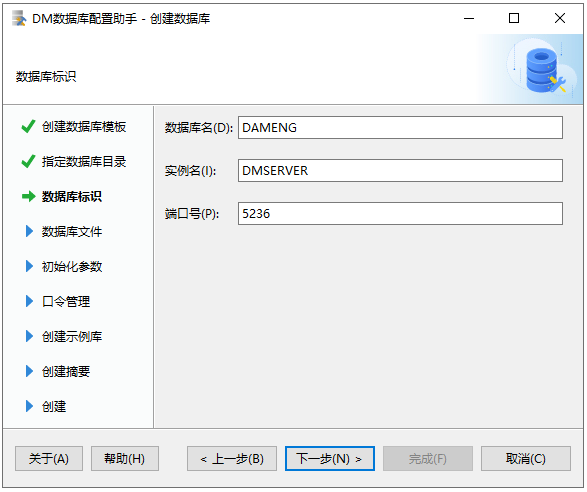 DM数据库配置助手 - 创建数据库
数据库标识
创建数据库模板
指定数据库目录
数据库标识
数据库文件
初始化参数
口令管理
创建示例库
创建摘要
创建
数据库名(D): DAMENG
实例名(I): DMSERVER
端口号(P): 5236
关于(A) 帮助(H) < 上一步(B) 下一步(N) > 完成(F) 取消(C)